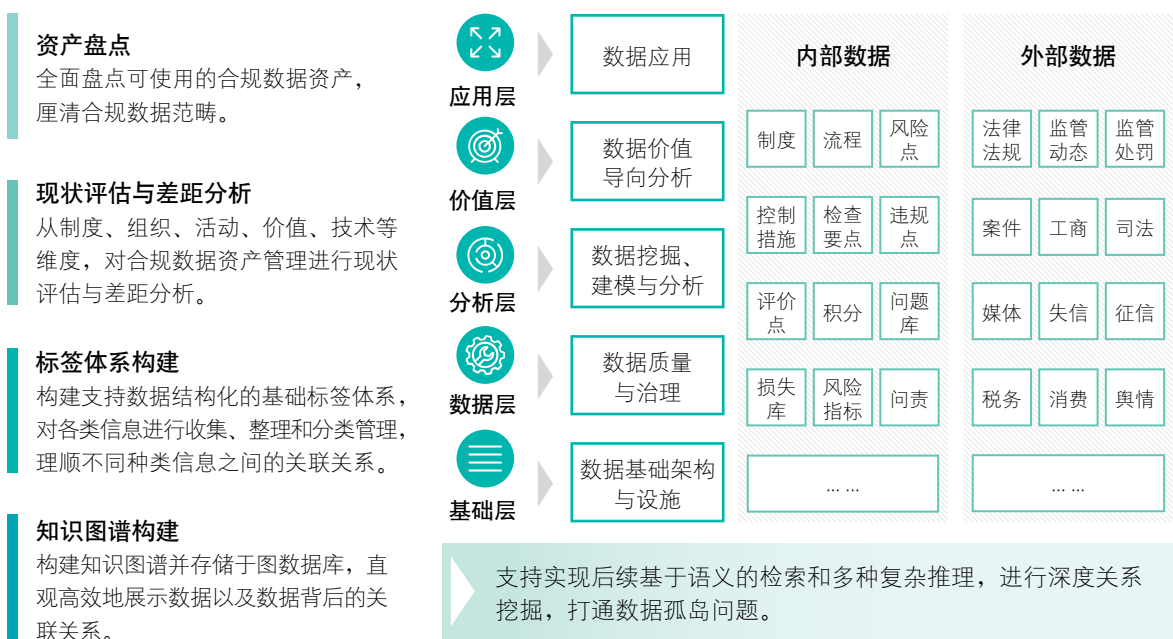 资产盘点
全面盘点可使用的合规数据资产，
厘清合规数据范畴。
现状评估与差距分析
从制度、组织、活动、价值、技术等
维度，对合规数据资产管理进行现状
评估与差距分析。
标签体系构建
构建支持数据结构化的基础标签体系，
对各类信息进行收集、整理和分类管理，
理顺不同种类信息之间的关联关系。
知识图谱构建
构建知识图谱并存储于图数据库，直
观高效地展示数据以及数据背后的关
联关系。
应用层
数据应用
价值层
数据价值
导向分析
分析层
数据挖掘、
建模与分析
数据层
数据质量
与治理
基础层
数据基础架构
与设施
内部数据
制度
流程
风险
点
控制
措施
检查
要点
违规
点
评价
点
积分
问题
库
损失
库
风险
指标
问责
... ...
外部数据
法律
法规
监管
动态
监管
处罚
案件
工商
司法
媒体
失信
征信
税务
消费
舆情
... ...
支持实现后续基于语义的检索和多种复杂推理，进行深度关系
挖掘，打通数据孤岛问题。